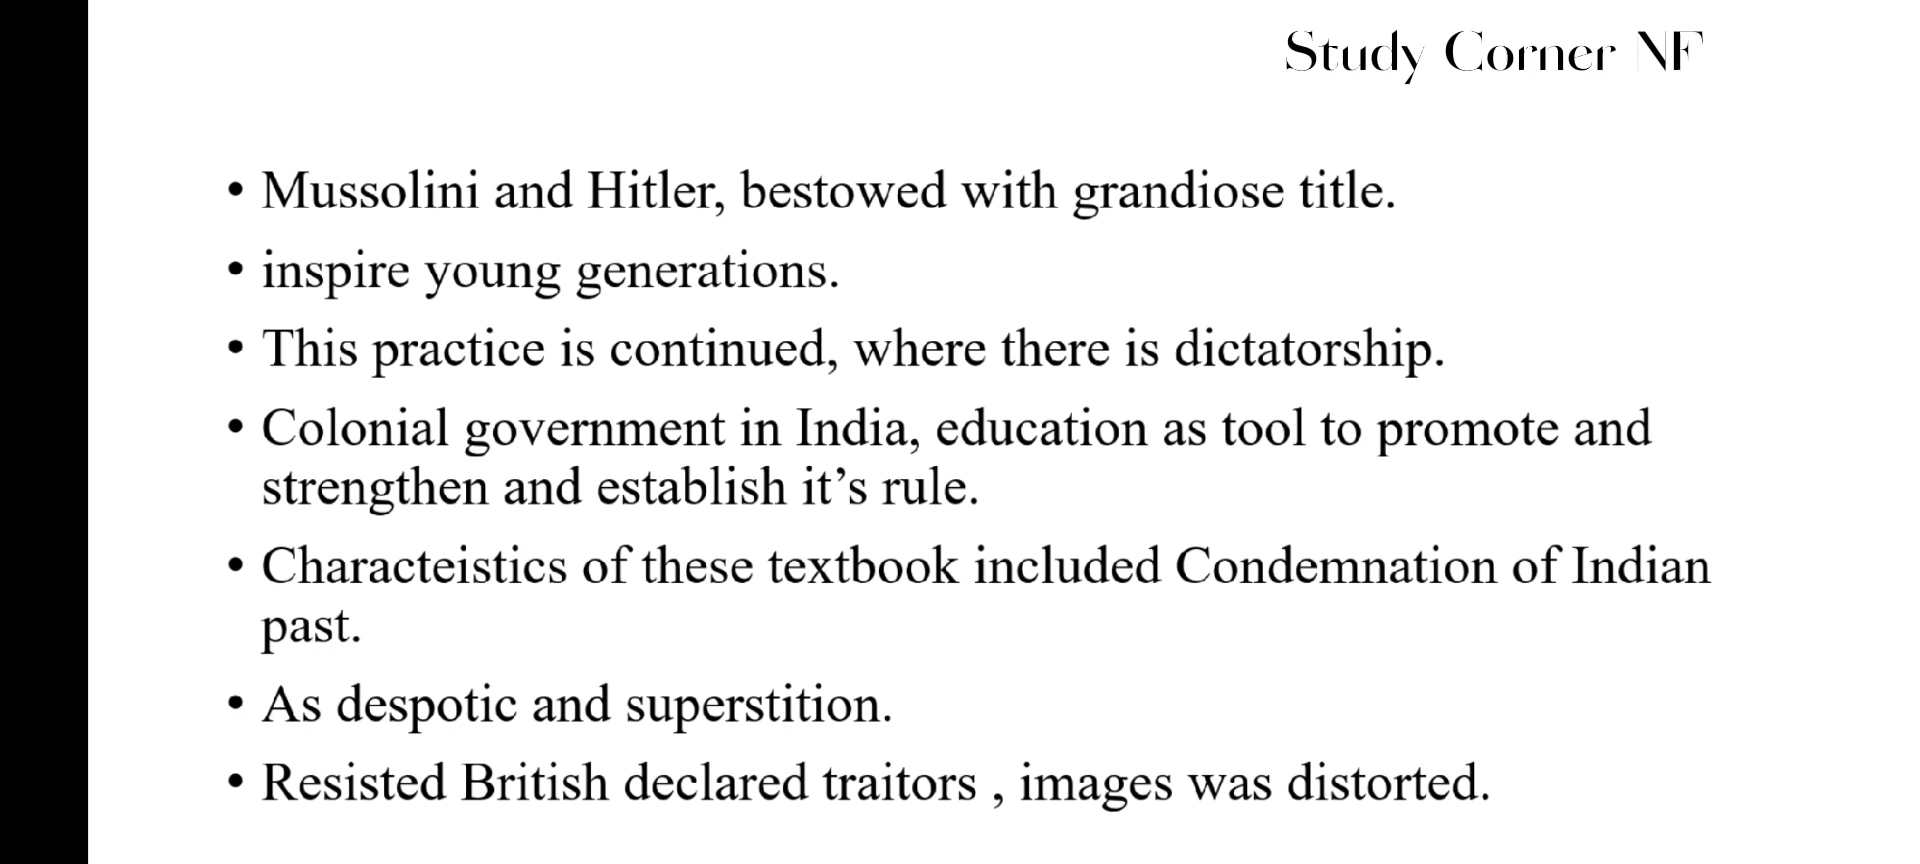 Study Corner NF
• Mussolini and Hitler, bestowed with grandiose title.
• inspire young generations.
• This practice is continued, where there is dictatorship.
• Colonial government in India, education as tool to promote and
strengthen and establish it’s rule.
• Characteistics of these textbook included Condemnation of Indian
past.
• As despotic and superstition.
• Resisted British declared traitors , images was distorted.